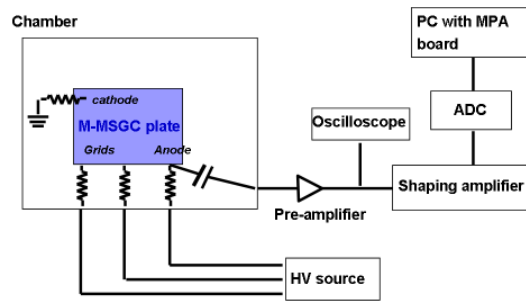 Chamber
PC with MPA
board
cathode
M-MSGC plate
Grids
Anode
Oscilloscope
ADC
Pre-amplifier
Shaping amplifier
HV source